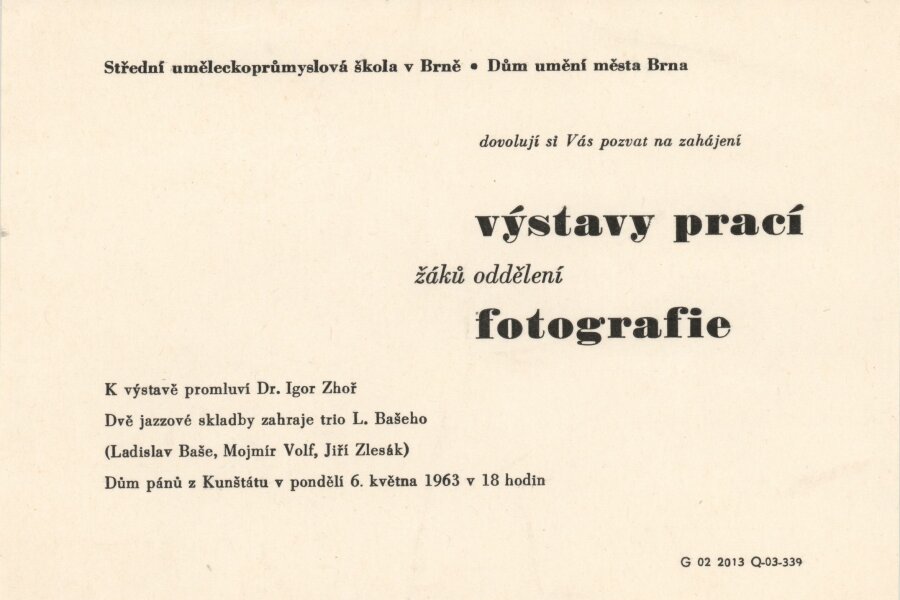 Střední uměleckoprůmyslová škola v Brně • Dům umění města Brna
dovolují si Vás pozvat na zahájení
výstavy prací
žáků oddělení
fotografie
K výstavě promluví Dr. Igor Zhoř
Dvě jazzové skladby zahraje trio L. Bašeho
(Ladislav Baše, Mojmír Volf, Jiří Zlesák)
Dům pánů z Kunštátu v pondělí 6. května 1963 v 18 hodin
G 02 2013 Q-03-339